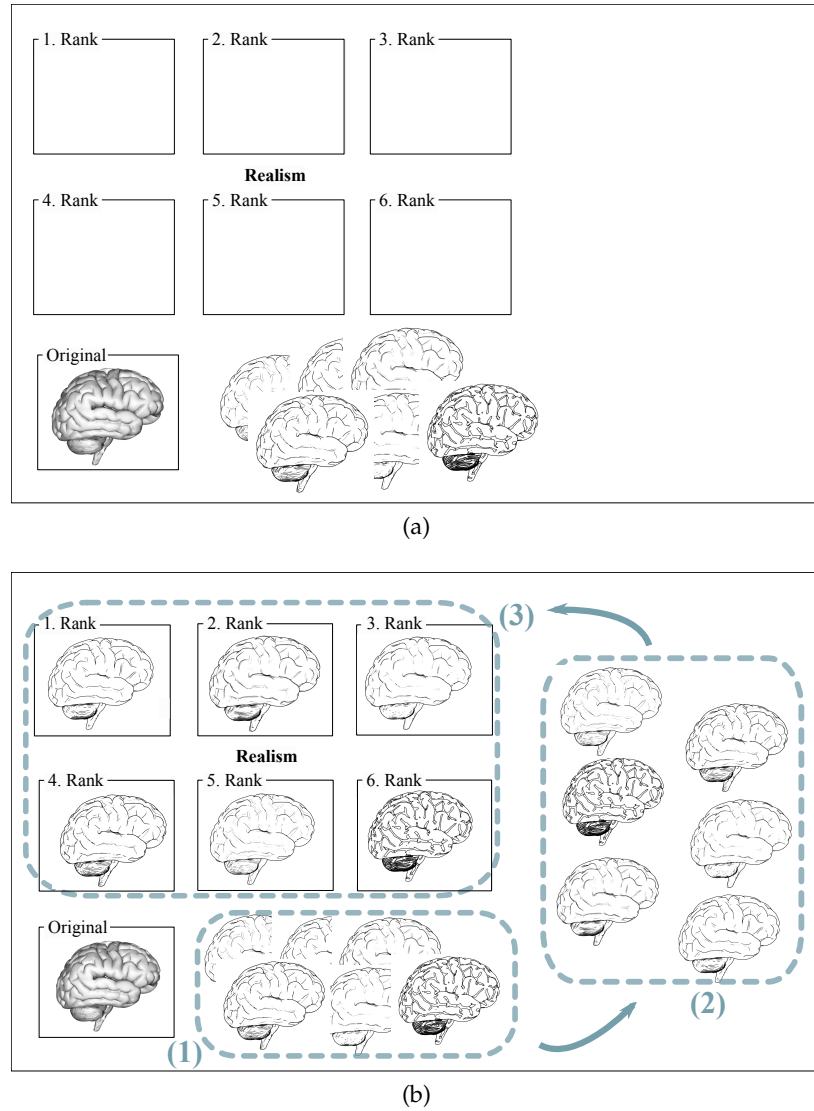 1. Rank 2. Rank 3. Rank
Realism
4. Rank 5. Rank 6. Rank
Original
(a)
(3)
1. Rank 2. Rank 3. Rank
Realism
4. Rank 5. Rank 6. Rank
Original
(1)
(2)
(b)